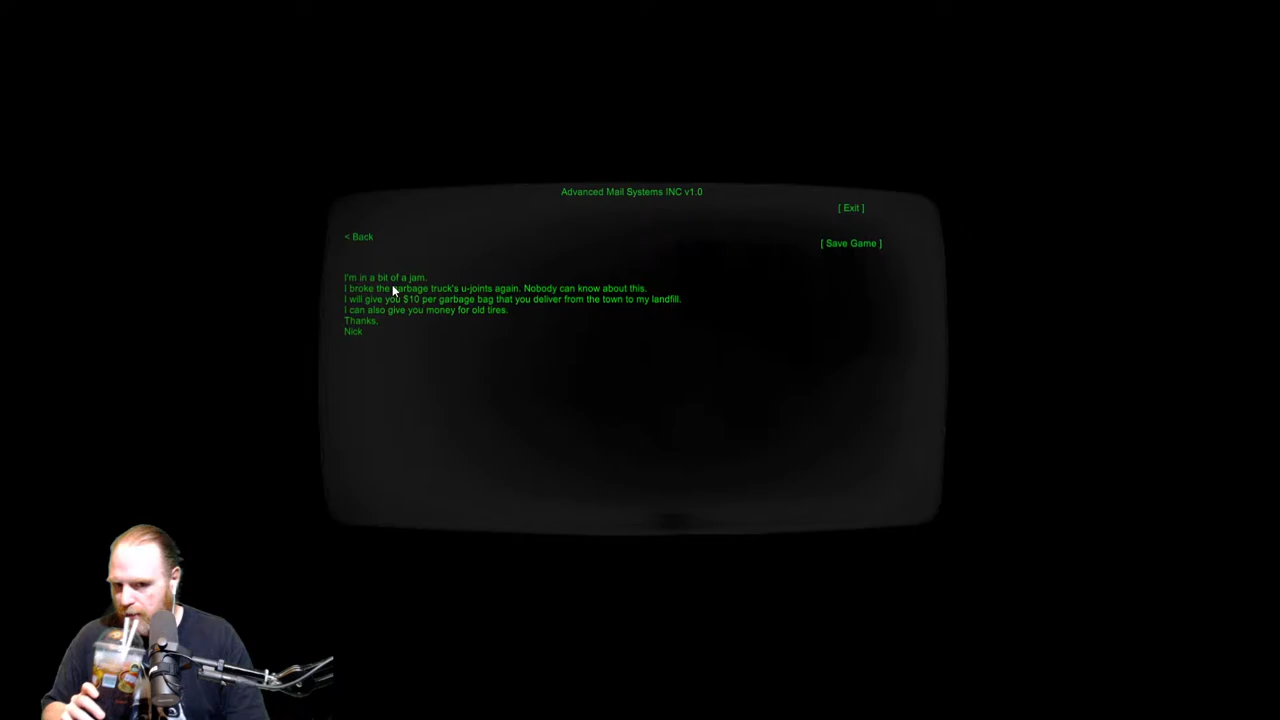 Advanced Mail Systems INC v1.0
[ Exit ]
< Back
[ Save Game ]
I'm in a bit of a jam.
I broke the garbage truck's u-joints again. Nobody can know about this.
I will give you $10 per garbage bag that you deliver from the town to my landfill.
I can also give you money for old tires.
Thanks,
Nick